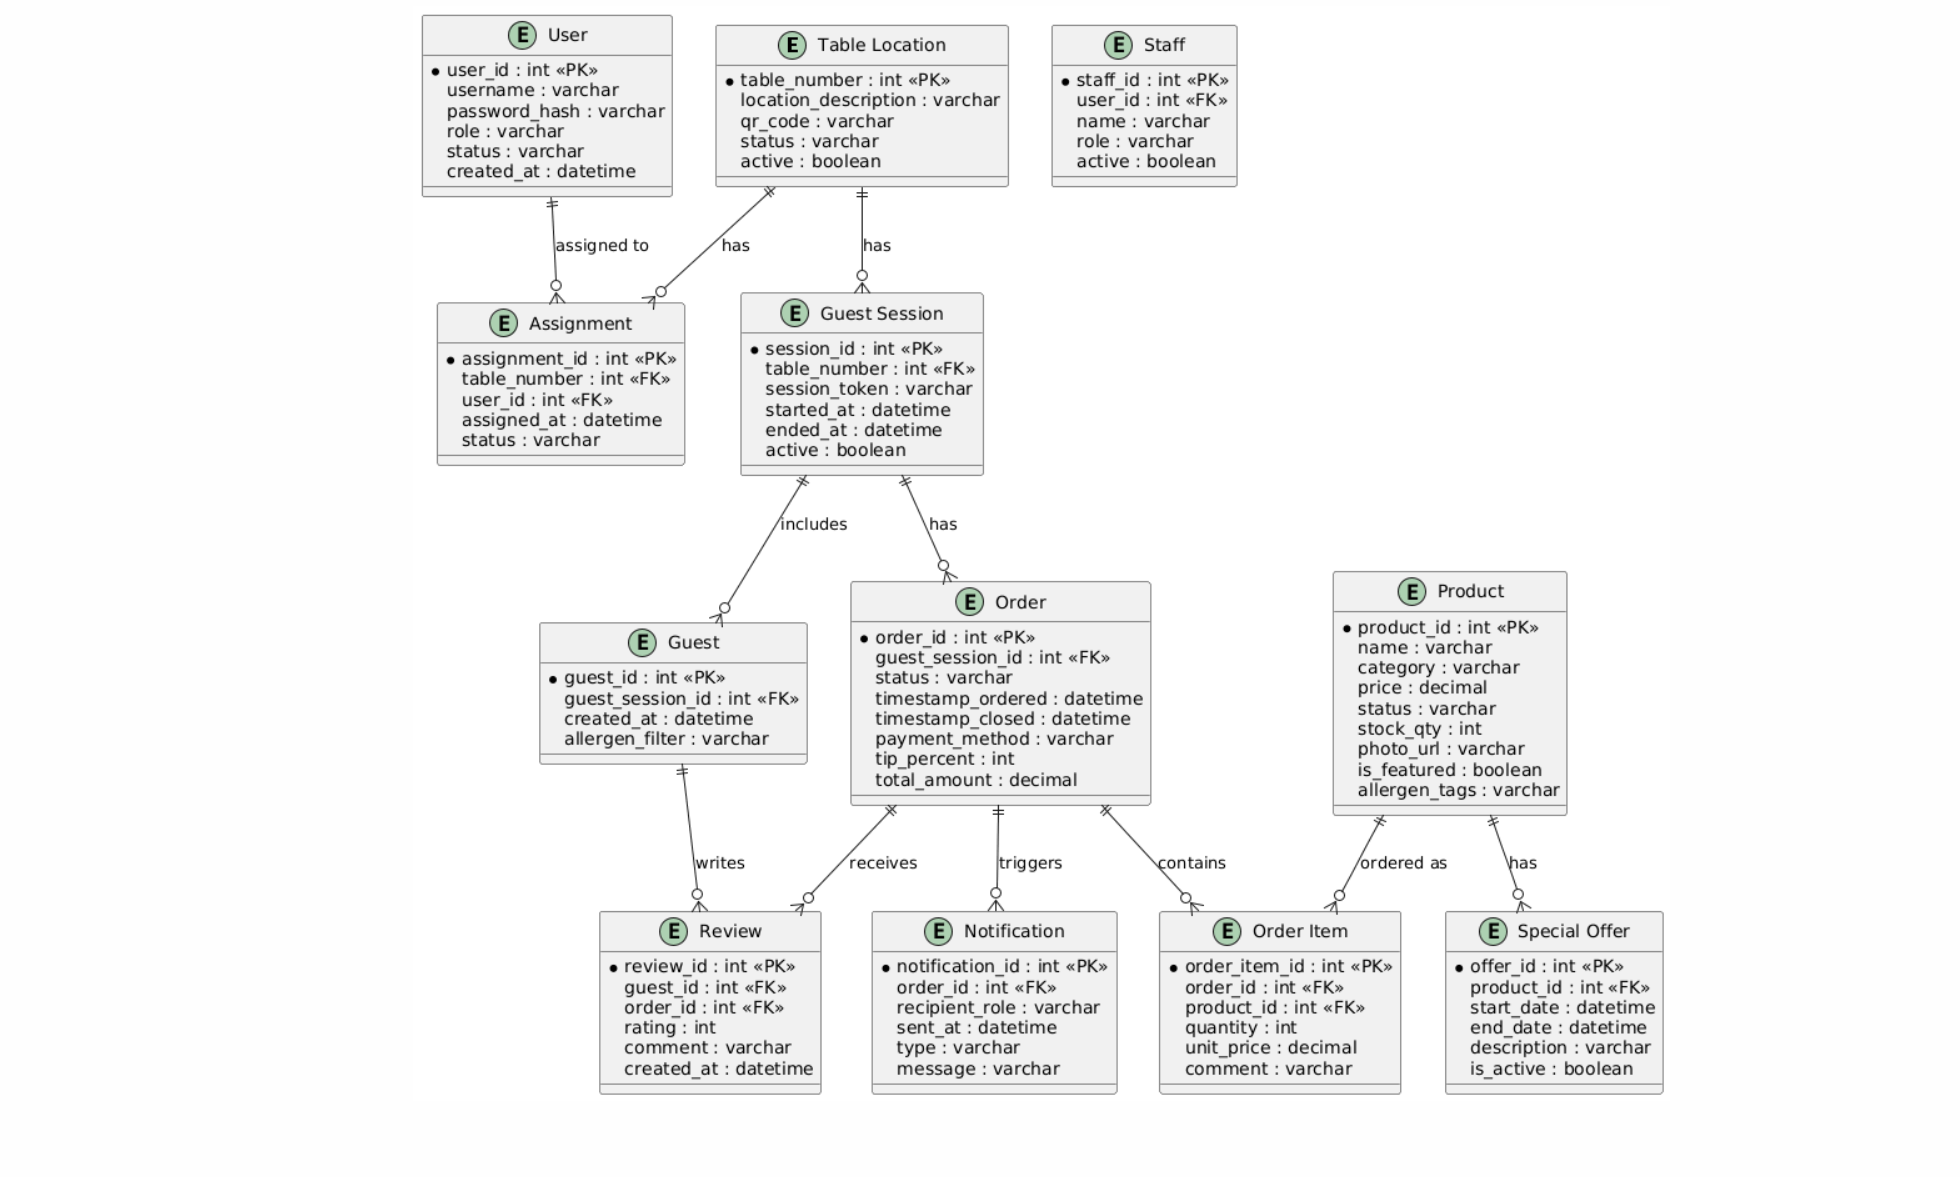 E User
• user_id : int «PK»
username : varchar
password_hash : varchar
role : varchar
status : varchar
created_at : datetime
E Table Location
• table_number : int «PK»
location_description : varchar
qr_code : varchar
status : varchar
active : boolean
E Staff
• staff_id : int «PK»
user_id : int «FK»
name : varchar
role : varchar
active : boolean
assigned to
has
has
E Assignment
• assignment_id : int «PK»
table_number : int «FK»
user_id : int «FK»
assigned_at : datetime
status : varchar
E Guest Session
• session_id : int «PK»
table_number : int «FK»
session_token : varchar
started_at : datetime
ended_at : datetime
active : boolean
includes
has
E Guest
• guest_id : int «PK»
guest_session_id : int «FK»
created_at : datetime
allergen_filter : varchar
E Order
• order_id : int «PK»
guest_session_id : int «FK»
status : varchar
timestamp_ordered : datetime
timestamp_closed : datetime
payment_method : varchar
tip_percent : int
total_amount : decimal
E Product
• product_id : int «PK»
name : varchar
category : varchar
price : decimal
status : varchar
stock_qty : int
photo_url : varchar
is_featured : boolean
allergen_tags : varchar
writes
receives
triggers
contains
ordered as
has
E Review
• review_id : int «PK»
guest_id : int «FK»
order_id : int «FK»
rating : int
comment : varchar
created_at : datetime
E Notification
• notification_id : int «PK»
order_id : int «FK»
recipient_role : varchar
sent_at : datetime
type : varchar
message : varchar
E Order Item
• order_item_id : int «PK»
order_id : int «FK»
product_id : int «FK»
quantity : int
unit_price : decimal
comment : varchar
E Special Offer
• offer_id : int «PK»
product_id : int «FK»
start_date : datetime
end_date : datetime
description : varchar
is_active : boolean